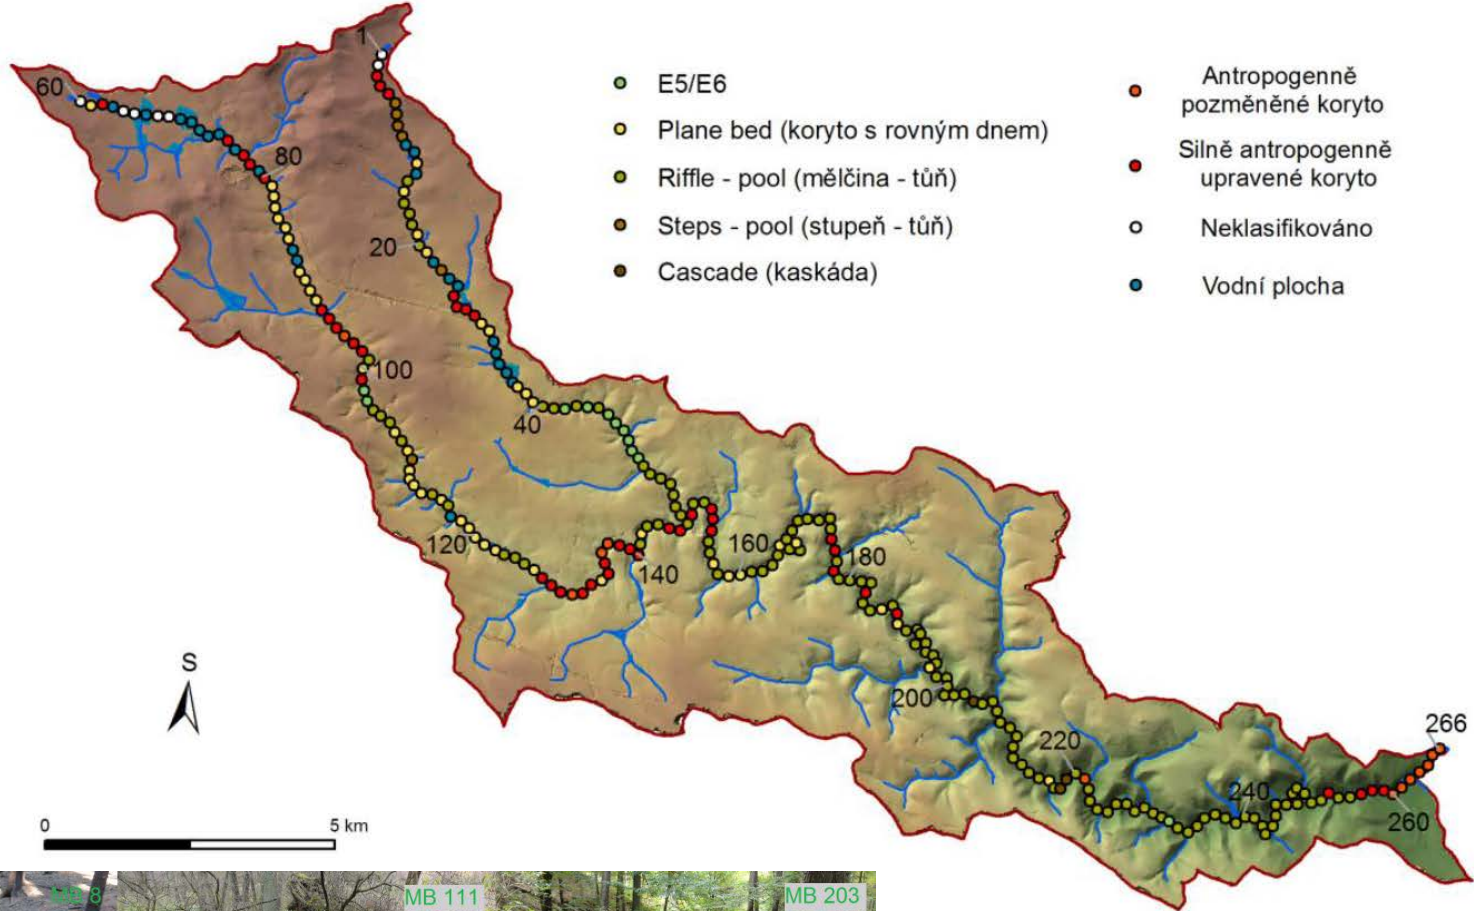 1
60
80
20
100
40
120
140
160
180
200
220
240
260
266
E5/E6
Plane bed (koryto s rovným dnem)
Riffle - pool (mělčina - tůň)
Steps - pool (stupeň - tůň)
Cascade (kaskáda)
Antropogenně
pozměněné koryto
Silně antropogenně
upravené koryto
Neklasifikováno
Vodní plocha
S
0
5 km
MB 8
MB 111
MB 203